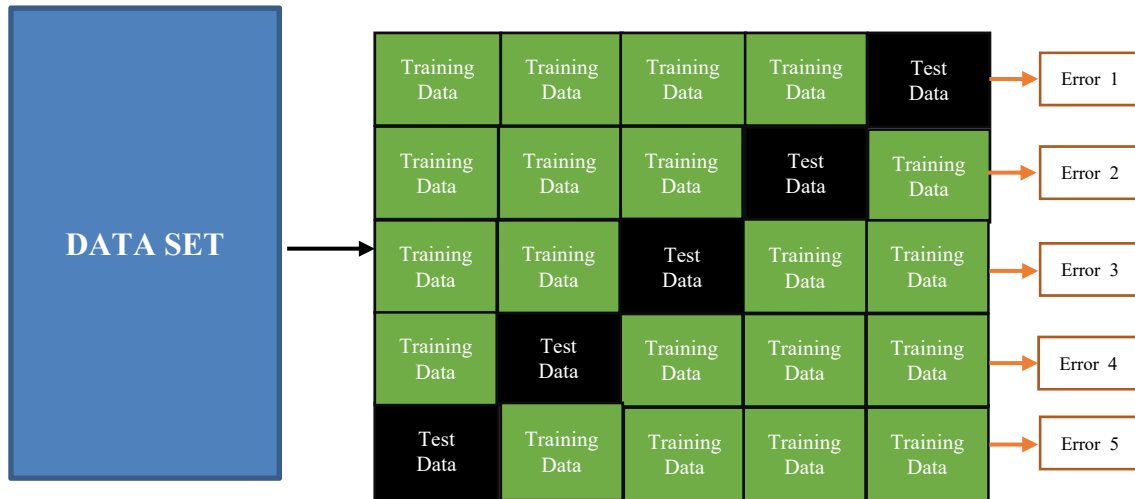 DATA SET
Training
Data
Training
Data
Training
Data
Training
Data
Test
Data
Error 1
Training
Data
Training
Data
Training
Data
Test
Data
Training
Data
Error 2
Training
Data
Training
Data
Test
Data
Training
Data
Training
Data
Error 3
Training
Data
Test
Data
Training
Data
Training
Data
Training
Data
Error 4
Test
Data
Training
Data
Training
Data
Training
Data
Training
Data
Error 5